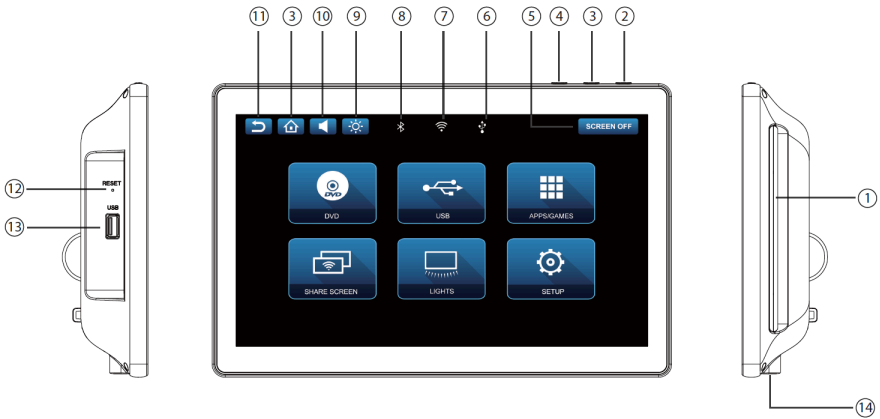 11 3 10 9 8 7 6 5 4 3 2
SCREEN OFF
12 RESET
USB
13
1
DVD
DVD USB APPS/GAMES
SHARE SCREEN LIGHTS SETUP
14